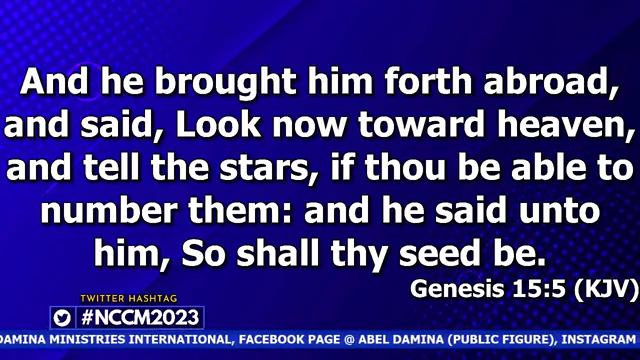 And he brought him forth abroad,
and said, Look now toward heaven,
and tell the stars, if thou be able to
number them: and he said unto
him, So shall thy seed be.
Genesis 15:5 (KJV)
TWITTER HASHTAG
#NCCM2023
DAMINA MINISTRIES INTERNATIONAL, FACEBOOK PAGE @ ABEL DAMINA (PUBLIC FIGURE), INSTAGRAM